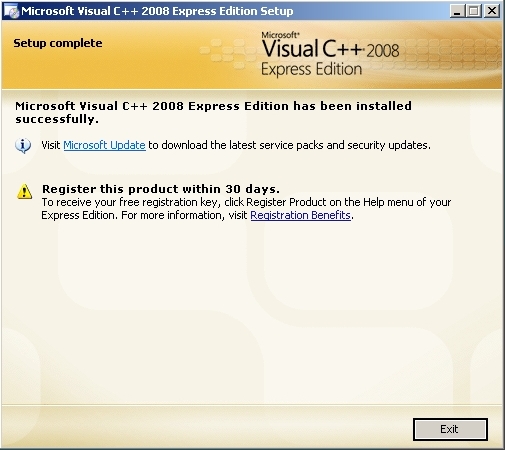 Microsoft Visual C++ 2008 Express Edition Setup
Setup complete
Microsoft®
Visual C++ 2008
Express Edition
Microsoft Visual C++ 2008 Express Edition has been installed
successfully.
Visit Microsoft Update to download the latest service packs and security updates.
Register this product within 30 days.
To receive your free registration key, click Register Product on the Help menu of your
Express Edition. For more information, visit Registration Benefits.
Exit